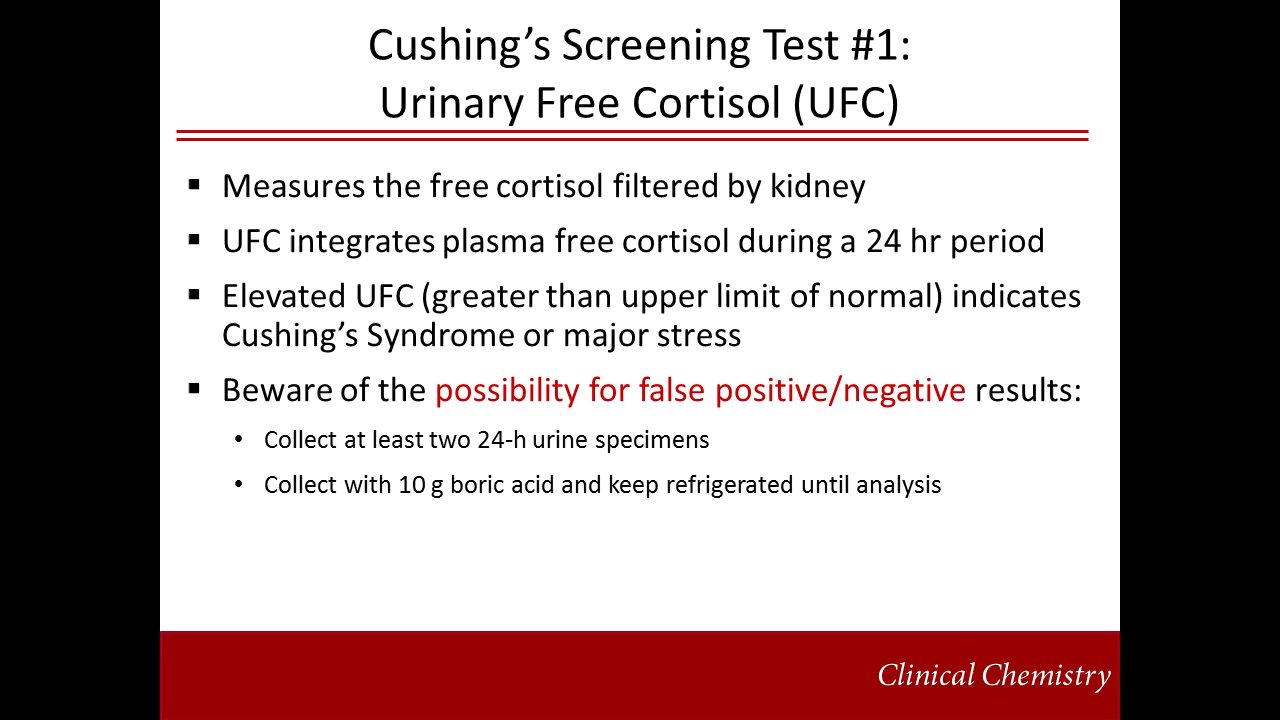 Cushing’s Screening Test #1:
Urinary Free Cortisol (UFC)
▪ Measures the free cortisol filtered by kidney
▪ UFC integrates plasma free cortisol during a 24 hr period
▪ Elevated UFC (greater than upper limit of normal) indicates
Cushing’s Syndrome or major stress
▪ Beware of the possibility for false positive/negative results:
• Collect at least two 24-h urine specimens
• Collect with 10 g boric acid and keep refrigerated until analysis
Clinical Chemistry